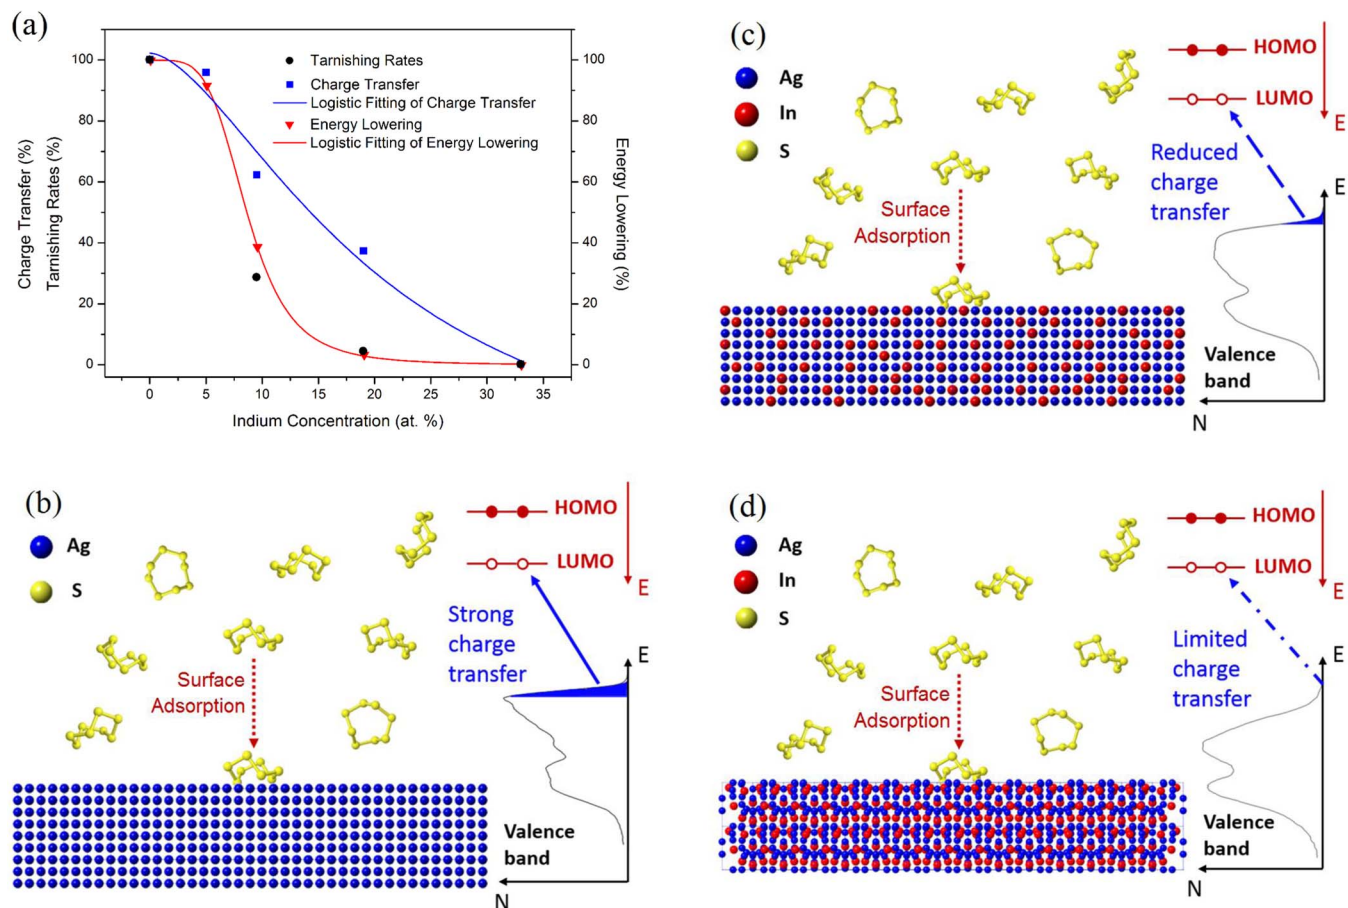 (a)
Tarnishing Rates
Charge Transfer
Logistic Fitting of Charge Transfer
Energy Lowering
Logistic Fitting of Energy Lowering
100
80
60
40
20
0
100
80
60
40
20
0
Charge Transfer (%)
Tarnishing Rates (%)
Energy Lowering (%)
0
5
10
15
20
25
30
35
Indium Concentration (at. %)
(c)
Ag
In
S
HOMO
LUMO
E
Reduced
charge
transfer
E
Surface
Adsorption
Valence
band
N
(b)
Ag
S
HOMO
LUMO
E
Strong
charge
transfer
E
Surface
Adsorption
Valence
band
N
(d)
Ag
In
S
HOMO
LUMO
E
Limited
charge
transfer
E
Surface
Adsorption
Valence
band
N